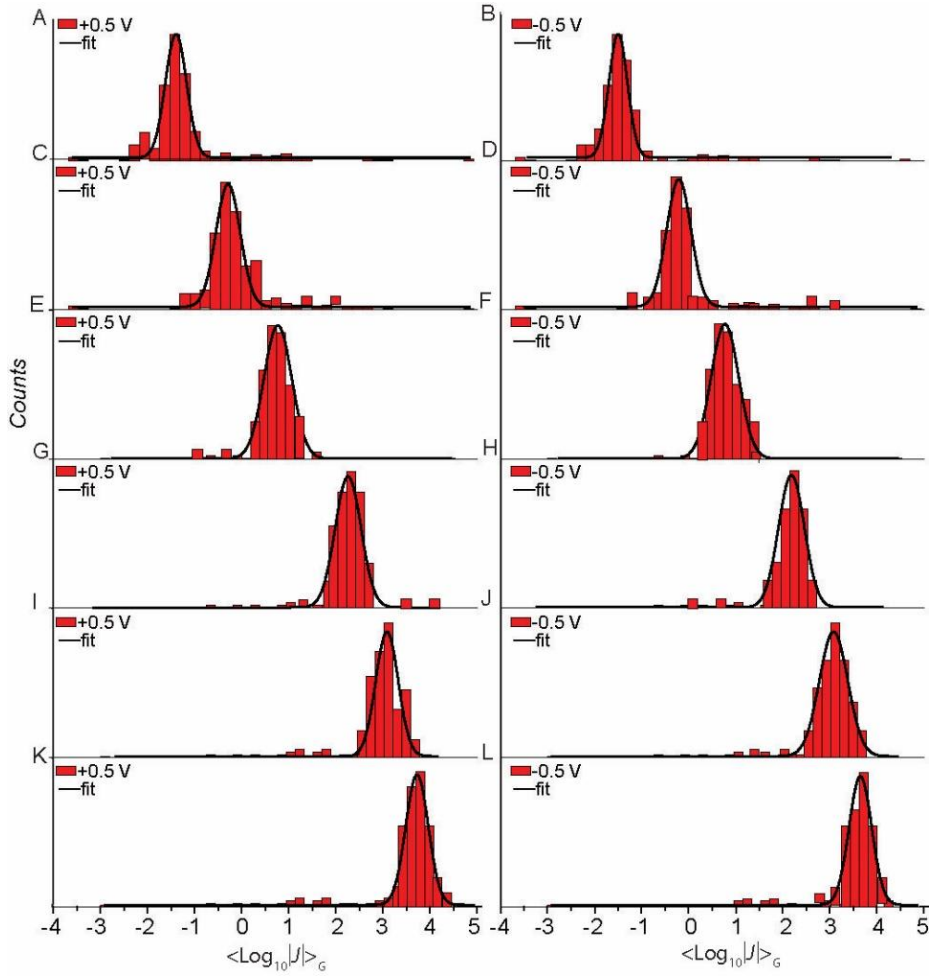 A
+0.5 V
fit
B
-0.5 V
fit
C
+0.5 V
fit
D
-0.5 V
fit
E
+0.5 V
fit
F
-0.5 V
fit
G
+0.5 V
fit
H
-0.5 V
fit
I
+0.5 V
fit
J
-0.5 V
fit
K
+0.5 V
fit
L
-0.5 V
fit
Counts
-4 -3 -2 -1 0 1 2 3 4 5
-4 -3 -2 -1 0 1 2 3 4 5
<Log₁₀|J|>G
<Log₁₀|J|>G